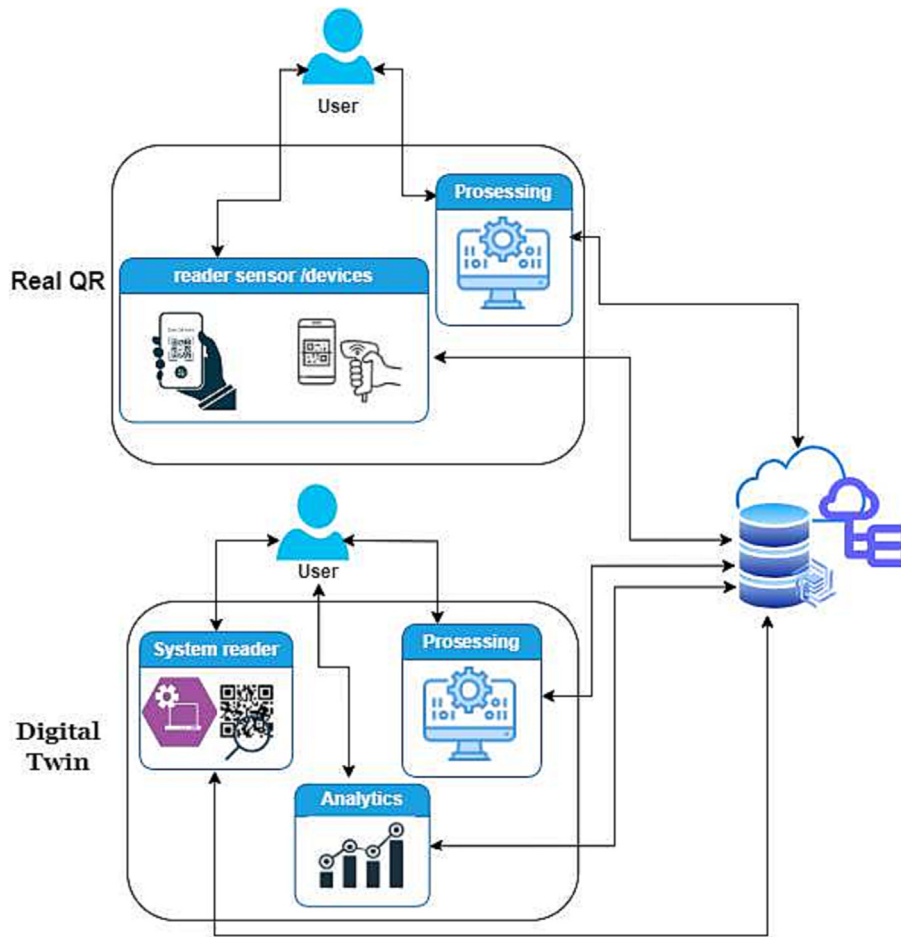 User
Prosessing
Real QR
reader sensor /devices
User
System reader
Prosessing
Digital
Twin
Analytics